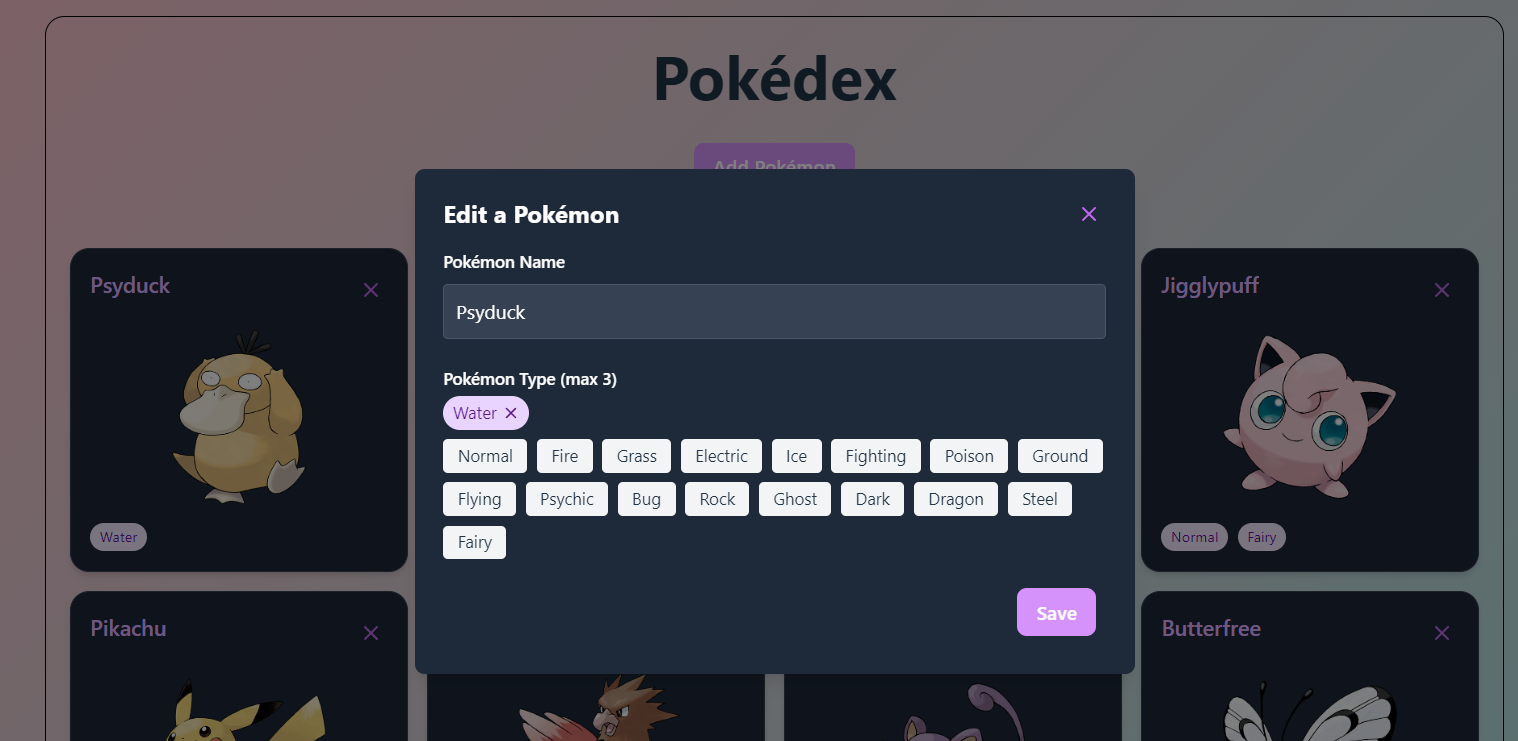 Pokédex
Add Pokémon
Edit a Pokémon
Pokémon Name
Psyduck
Pokémon Type (max 3)
Water
Normal Fire Grass Electric Ice Fighting Poison Ground
Flying Psychic Bug Rock Ghost Dark Dragon Steel
Fairy
Save
Psyduck
Water
Jigglypuff
Normal Fairy
Pikachu
Butterfree